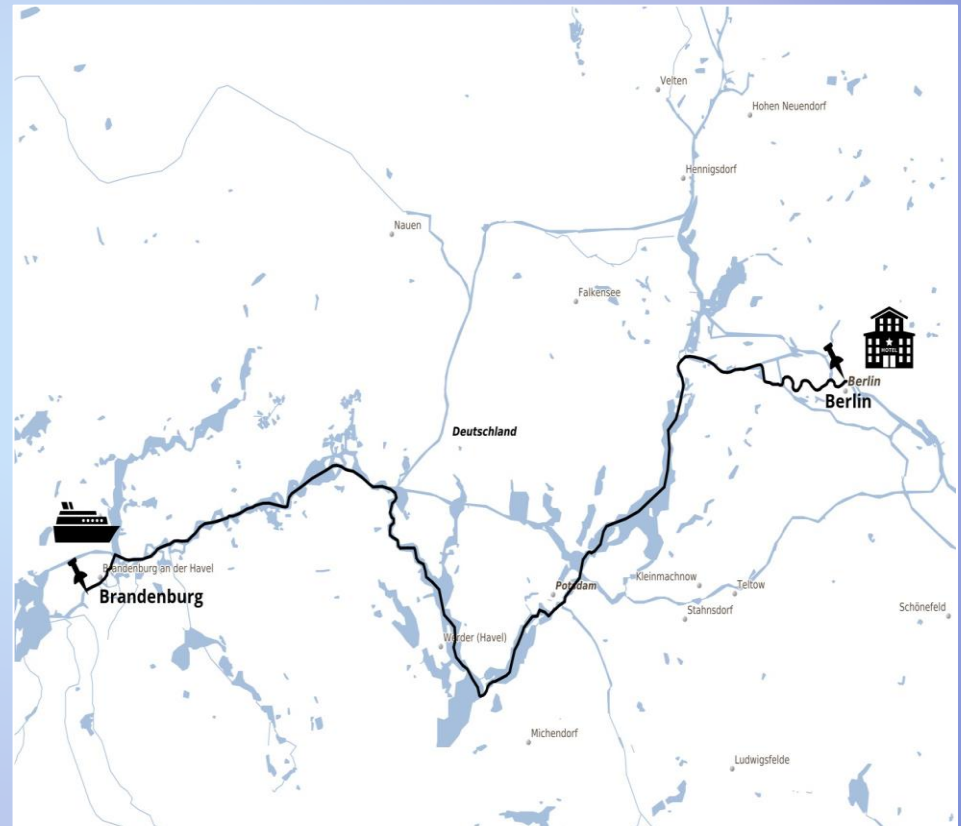 Velten
Hohen Neuendorf
Hennigsdorf
Nauen
Falkensee
HOTEL
Berlin
Berlin
Deutschland
Brandenburg an der Havel
Brandenburg
Potsdam
Kleinmachnow
Teltow
Stahnsdorf
Schönefeld
Werder (Havel)
Michendorf
Ludwigsfelde